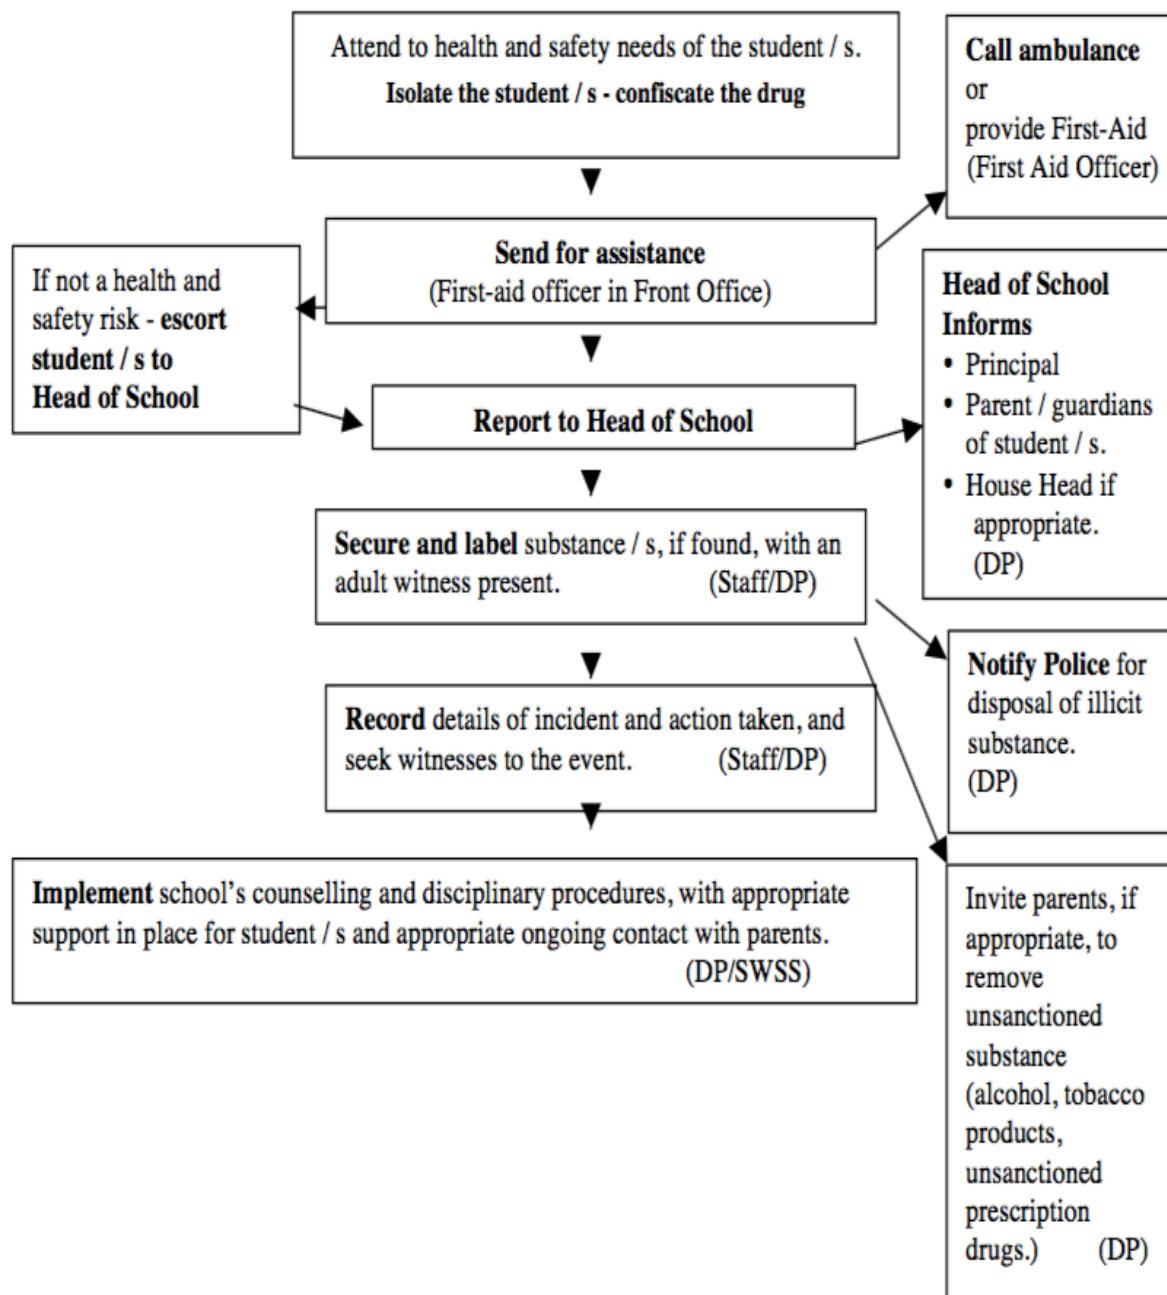 Attend to health and safety needs of the student / s.
Isolate the student / s - confiscate the drug
Call ambulance
or
provide First-Aid
(First Aid Officer)
Send for assistance
(First-aid officer in Front Office)
If not a health and
safety risk - escort
student / s to
Head of School
Report to Head of School
Head of School
Informs
• Principal
• Parent / guardians
of student / s.
• House Head if
appropriate.
(DP)
Secure and label substance / s, if found, with an
adult witness present. (Staff/DP)
Notify Police for
disposal of illicit
substance.
(DP)
Record details of incident and action taken, and
seek witnesses to the event. (Staff/DP)
Implement school's counselling and disciplinary procedures, with appropriate
support in place for student / s and appropriate ongoing contact with parents.
(DP/SWSS)
Invite parents, if
appropriate, to
remove
unsanctioned
substance
(alcohol, tobacco
products,
unsanctioned
prescription
drugs.) (DP)